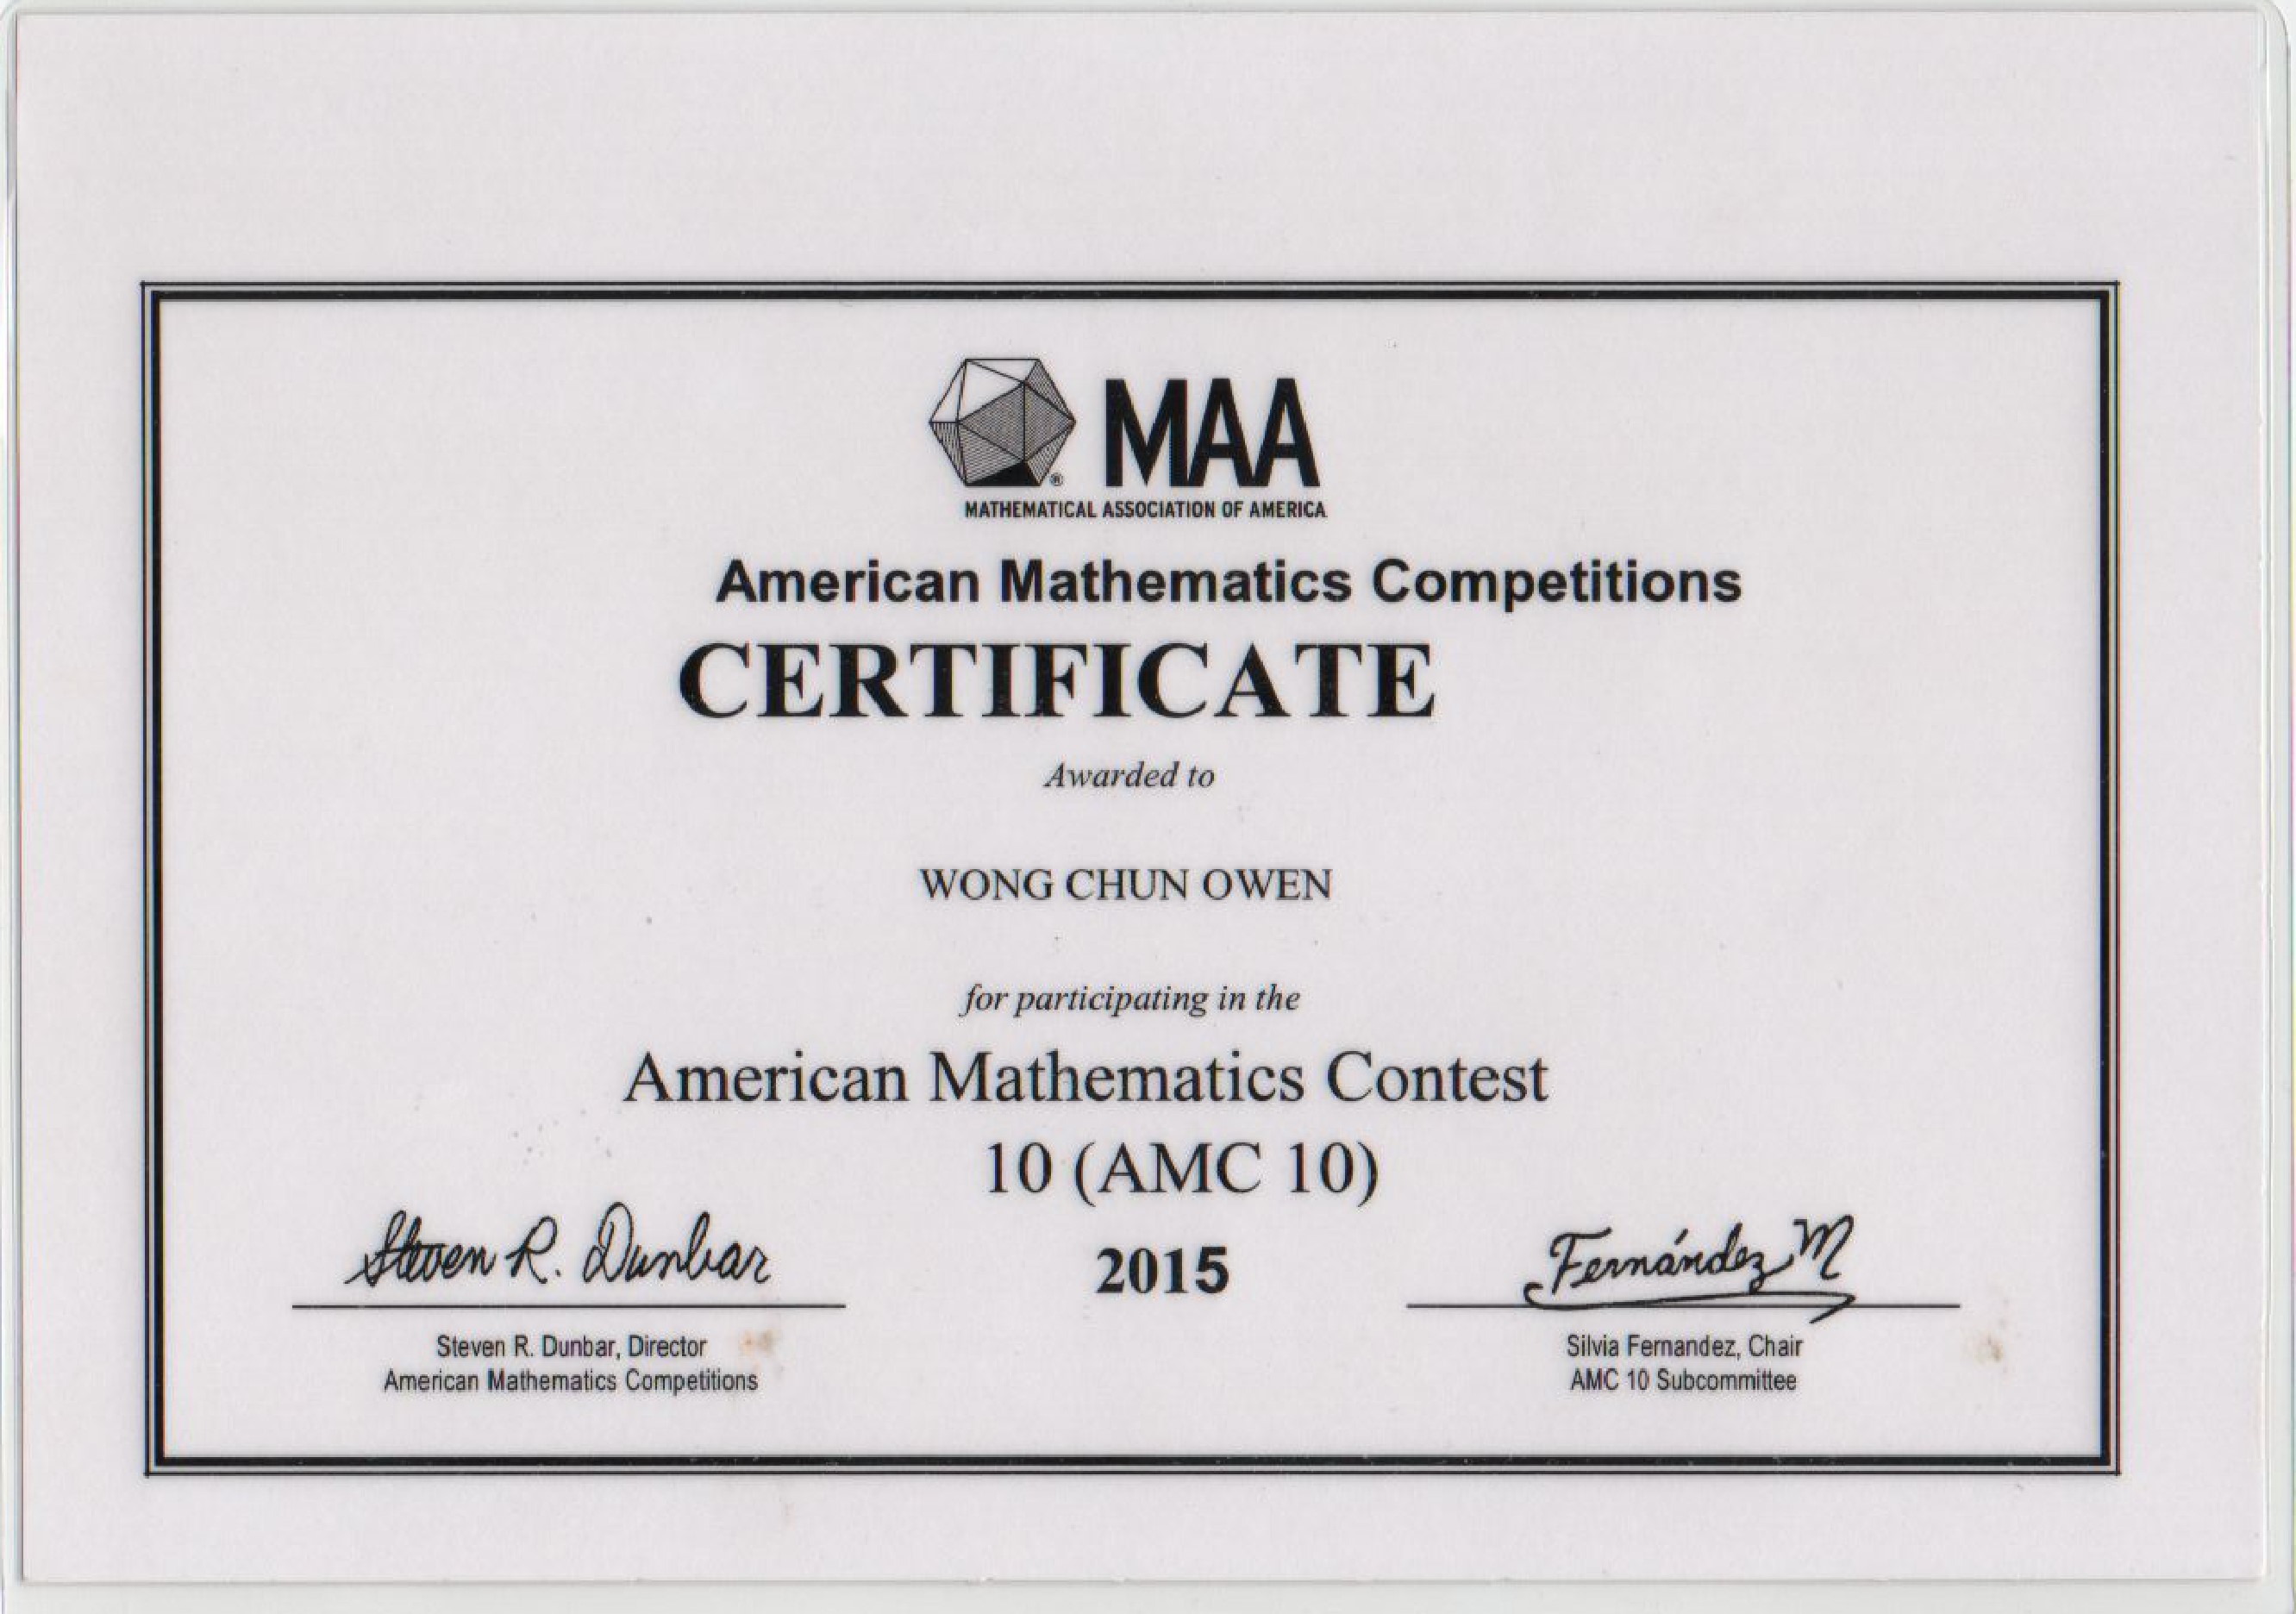 MAA
®
MATHEMATICAL ASSOCIATION OF AMERICA
American Mathematics Competitions
CERTIFICATE
Awarded to
WONG CHUN OWEN
for participating in the
American Mathematics Contest
10 (AMC 10)
2015
Steven R. Dunbar
Steven R. Dunbar, Director
American Mathematics Competitions
Fernández M
Silvia Fernandez, Chair
AMC 10 Subcommittee